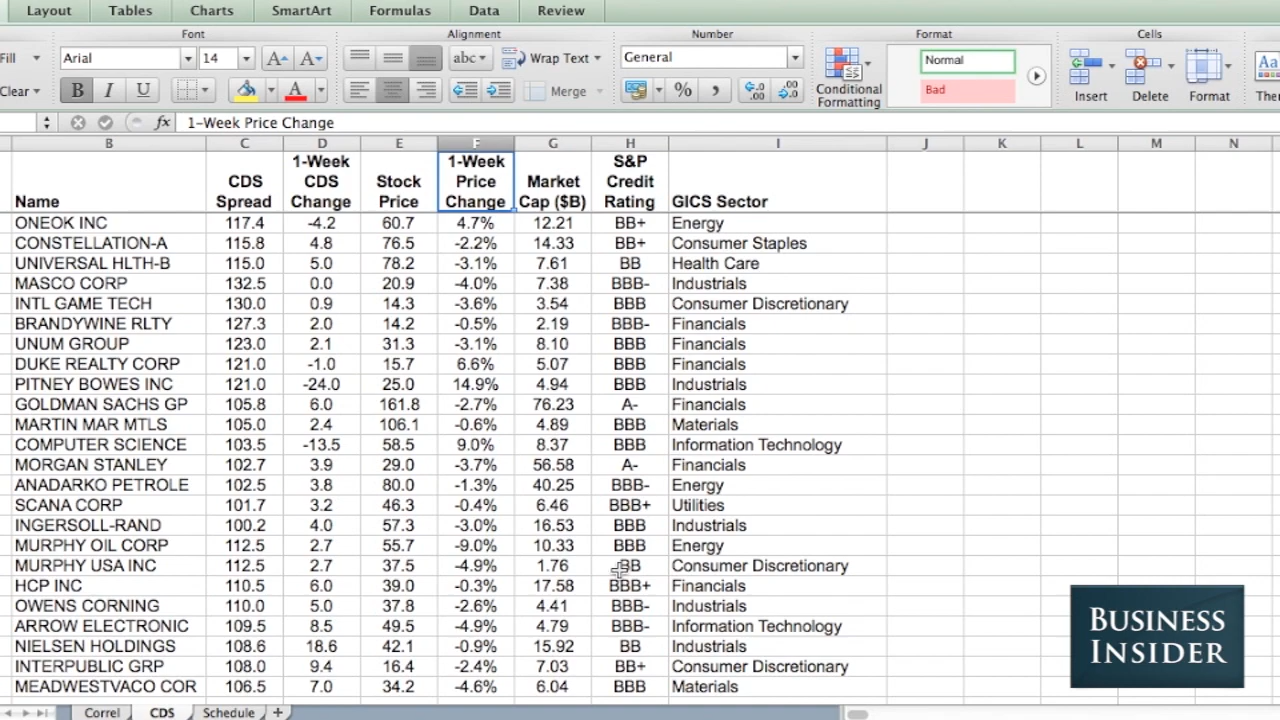 Layout Tables Charts SmartArt Formulas Data Review
Font Alignment Number Format Cells
Fill Arial 14 A A abc Wrap Text General Normal
Clear B I U A Merge % , Conditional Formatting Bad Insert Delete Format
fx 1-Week Price Change
B C D E F G H I J K L M N
Name CDS Spread 1-Week CDS Change Stock Price 1-Week Price Change Market Cap ($B) S&P Credit Rating GICS Sector
ONEOK INC 117.4 -4.2 60.7 4.7% 12.21 BB+ Energy
CONSTELLATION-A 115.8 4.8 76.5 -2.2% 14.33 BB+ Consumer Staples
UNIVERSAL HLTH-B 115.0 5.0 78.2 -3.1% 7.61 BB Health Care
MASCO CORP 132.5 0.0 20.9 -4.0% 7.38 BBB- Industrials
INTL GAME TECH 130.0 0.9 14.3 -3.6% 3.54 BBB Consumer Discretionary
BRANDYWINE RLTY 127.3 2.0 14.2 -0.5% 2.19 BBB- Financials
UNUM GROUP 123.0 2.1 31.3 -3.1% 8.10 BBB Financials
DUKE REALTY CORP 121.0 -1.0 15.7 6.6% 5.07 BBB Financials
PITNEY BOWES INC 121.0 -24.0 25.0 14.9% 4.94 BBB Industrials
GOLDMAN SACHS GP 105.8 6.0 161.8 -2.7% 76.23 A- Financials
MARTIN MAR MTLS 105.0 2.4 106.1 -0.6% 4.89 BBB Materials
COMPUTER SCIENCE 103.5 -13.5 58.5 9.0% 8.37 BBB Information Technology
MORGAN STANLEY 102.7 3.9 29.0 -3.7% 56.58 A- Financials
ANADARKO PETROLE 102.5 3.8 80.0 -1.3% 40.25 BBB- Energy
SCANA CORP 101.7 3.2 46.3 -0.4% 6.46 BBB+ Utilities
INGERSOLL-RAND 100.2 4.0 57.3 -3.0% 16.53 BBB Industrials
MURPHY OIL CORP 112.5 2.7 55.7 -9.0% 10.33 BBB Energy
MURPHY USA INC 112.5 2.7 37.5 -4.9% 1.76 BB Consumer Discretionary
HCP INC 110.5 6.0 39.0 -0.3% 17.58 BBB+ Financials
OWENS CORNING 110.0 5.0 37.8 -2.6% 4.41 BBB- Industrials
ARROW ELECTRONIC 109.5 8.5 49.5 -4.9% 4.79 BBB- Information Technology
NIELSEN HOLDINGS 108.6 18.6 42.1 -0.9% 15.92 BB Industrials
INTERPUBLIC GRP 108.0 9.4 16.4 -2.4% 7.03 BB+ Consumer Discretionary
MEADWESTVACO COR 106.5 7.0 34.2 -4.6% 6.04 BBB Materials
BUSINESS
INSIDER
Correl CDS Schedule +